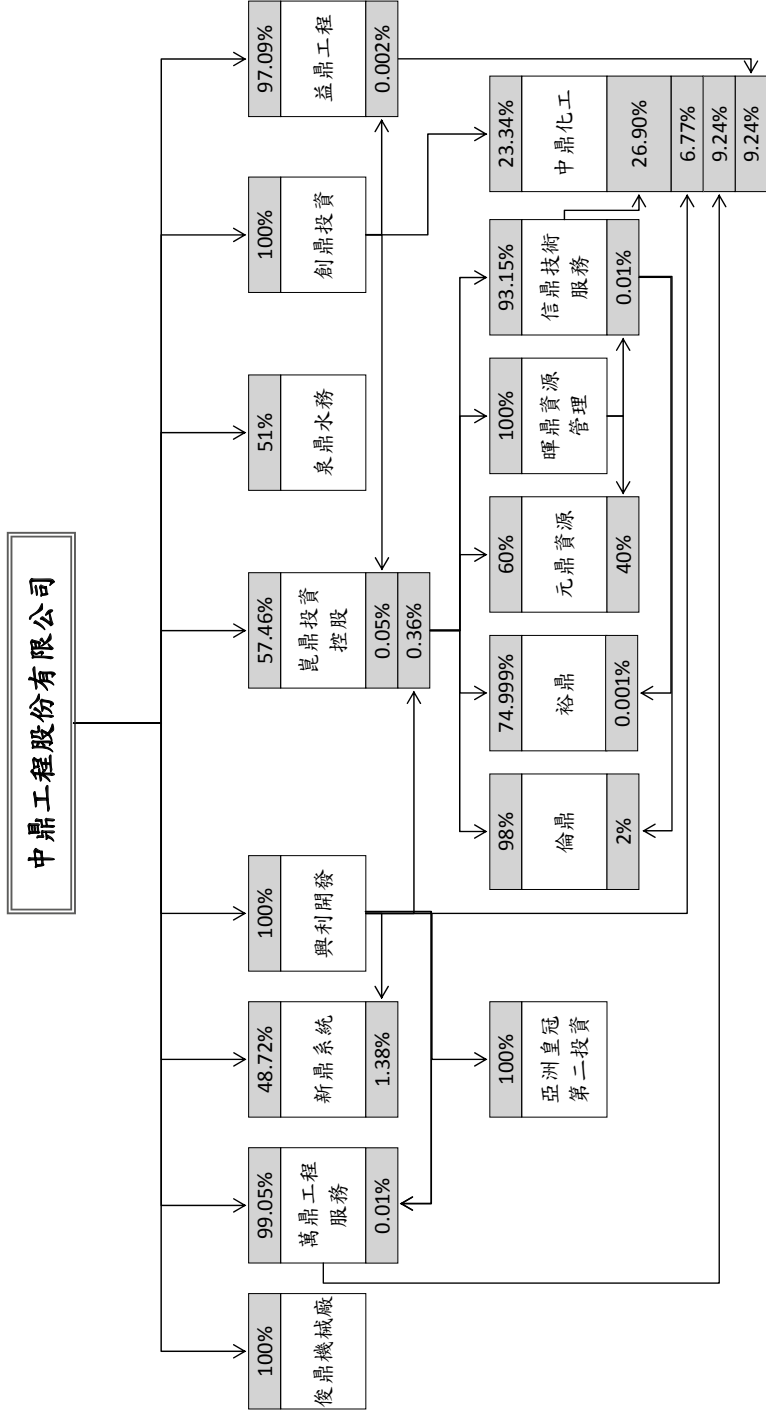 中鼎工程股份有限公司
100%
俊鼎機械廠
99.05%
萬鼎工程
服務
0.01%
48.72%
新鼎系統
1.38%
100%
興利開發
57.46%
崑鼎投資
控股
0.05%
0.36%
51%
泉鼎水務
100%
創鼎投資
97.09%
益鼎工程
0.002%
100%
亞洲皇冠
第二投資
98%
倫鼎
2%
74.999%
裕鼎
0.001%
60%
元鼎資源
40%
100%
暉鼎資源
管理
93.15%
信鼎技術
服務
0.01%
23.34%
中鼎化工
26.90%
6.77%
9.24%
9.24%